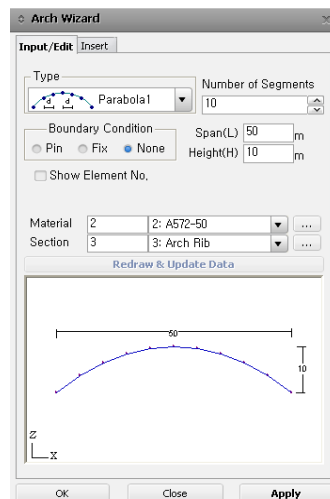 Arch Wizard
Input/Edit Insert
Type
d d Parabola1
Number of Segments
10
Boundary Condition
Pin Fix None
Span(L) 50 m
Height(H) 10 m
Show Element No.
Material 2 2: A572-50 ...
Section 3 3: Arch Rib ...
Redraw & Update Data
50
10
Z
X
OK Close Apply